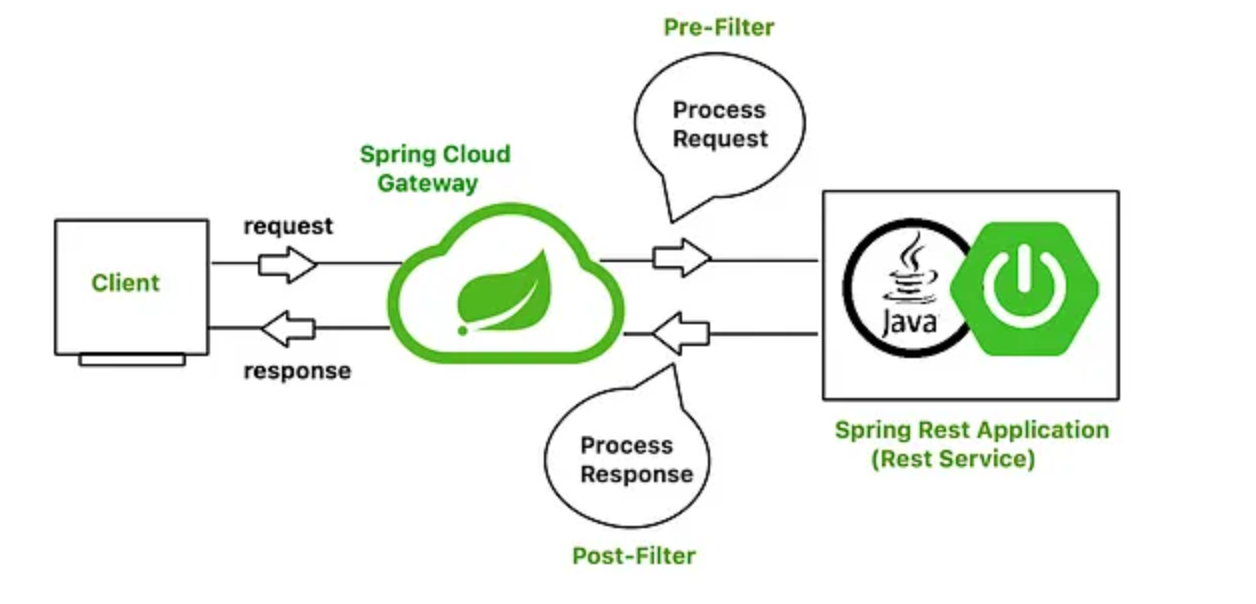 Pre-Filter
Process
Request
Spring Cloud
Gateway
request
Client
Java
response
Process
Response
Spring Rest Application
(Rest Service)
Post-Filter